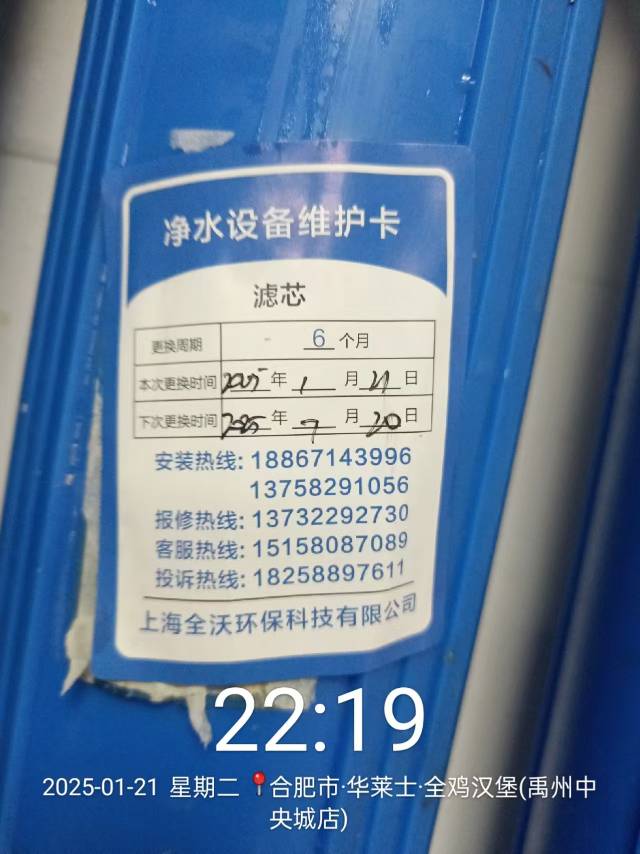 净水设备维护卡
滤芯
更换周期 6 个月
本次更换时间 2025 年 1 月 21 日
下次更换时间 2025 年 7 月 20 日
安装热线: 18867143996
13758291056
报修热线: 13732292730
客服热线: 15158087089
投诉热线: 18258897611
上海全沃环保科技有限公司
22:19
2025-01-21 星期二 📍合肥市·华莱士·全鸡汉堡(禹州中
央城店)